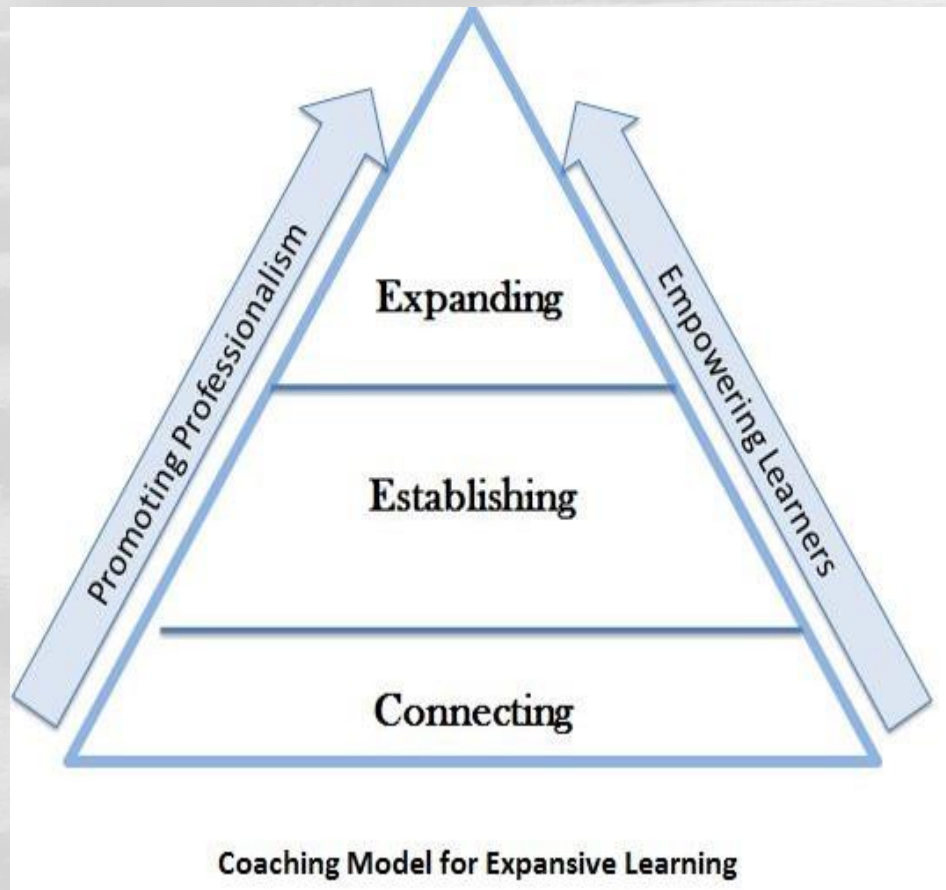 Promoting Professionalism
Empowering Learners
Expanding
Establishing
Connecting
Coaching Model for Expansive Learning